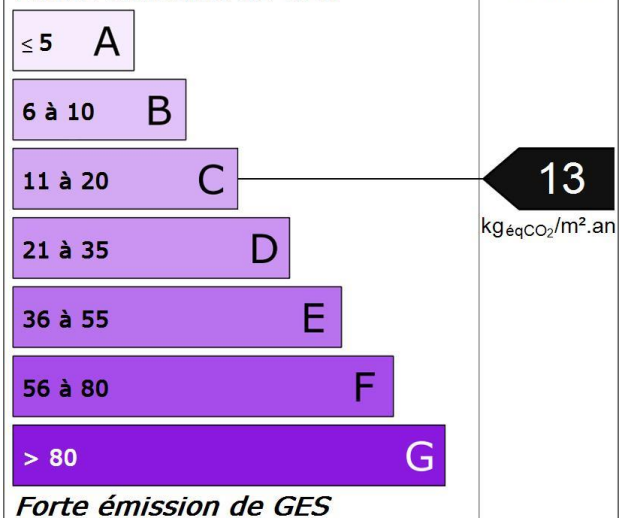 ≤ 5 A
6 à 10 B
11 à 20 C
13
kgéqCO₂/m².an
21 à 35 D
36 à 55 E
56 à 80 F
> 80 G
Forte émission de GES